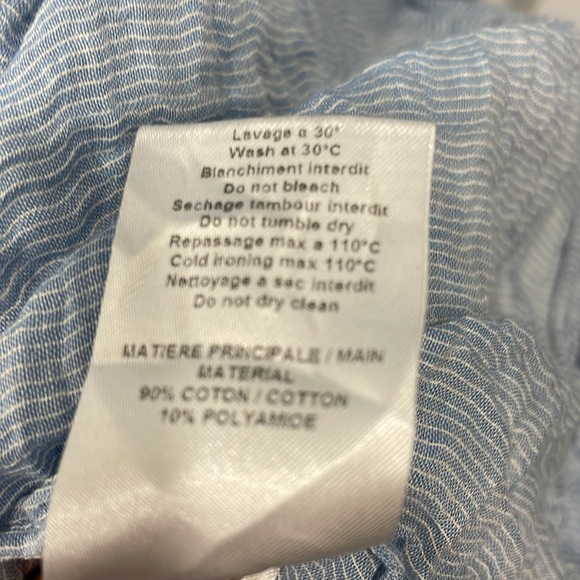 Lavage a 30°
Wash at 30°C
Blanchiment interdit
Do not bleach
Sechage tambour interdit
Do not tumble dry
Repassage max a 110°C
Cold ironing max 110°C
Nettoyage a sec interdit
Do not dry clean
MATIERE PRINCIPALE / MAIN
MATERIAL
90% COTON / COTTON
10% POLYAMIDE